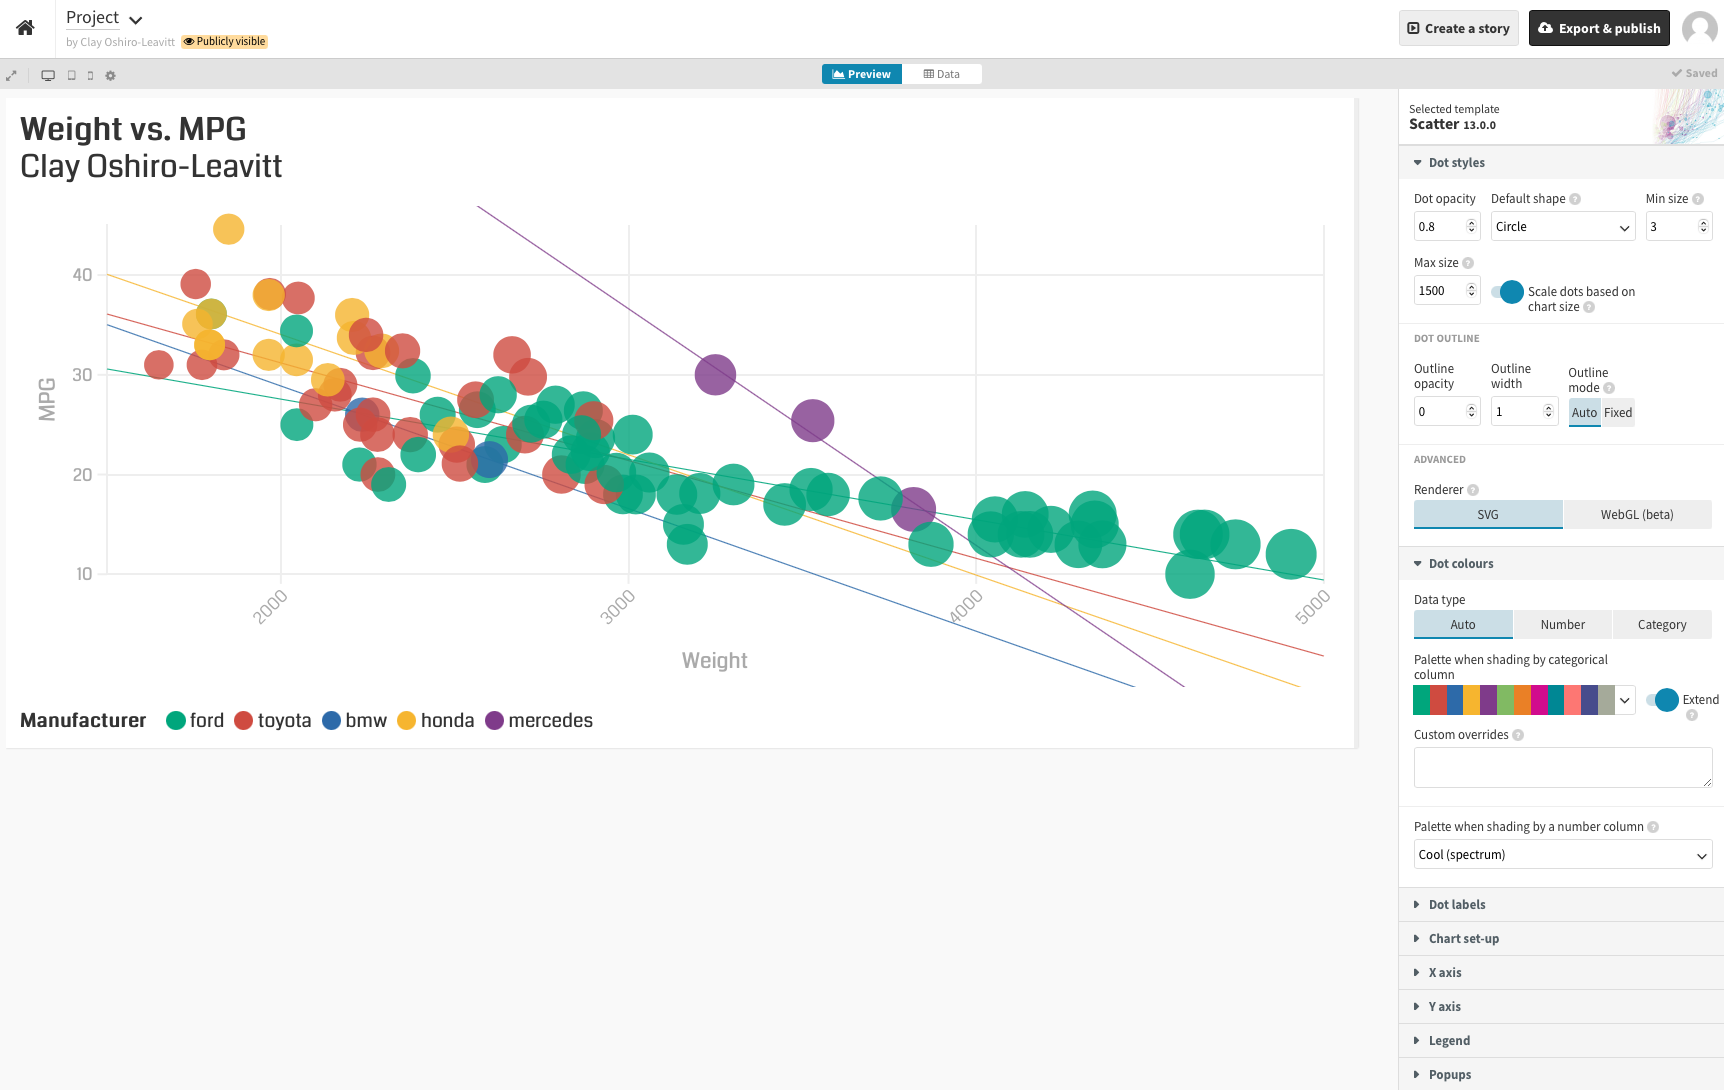 Project
by Clay Oshiro-Leavitt Publicly visible
Create a story
Export & publish
Preview
Data
Saved
Weight vs. MPG
Clay Oshiro-Leavitt
40
30
20
10
MPG
2000
3000
4000
5000
Weight
Manufacturer ford toyota bmw honda mercedes
Selected template
Scatter 13.0.0
Dot styles
Dot opacity Default shape ? Min size ?
0.8 Circle 3
Max size ?
1500 Scale dots based on
chart size ?
DOT OUTLINE
Outline
opacity
0
Outline
width
1
Outline
mode ?
Auto Fixed
ADVANCED
Renderer ?
SVG WebGL (beta)
Dot colours
Data type
Auto Number Category
Palette when shading by categorical
column
Extend
?
Custom overrides ?
Palette when shading by a number column ?
Cool (spectrum)
Dot labels
Chart set-up
X axis
Y axis
Legend
Popups